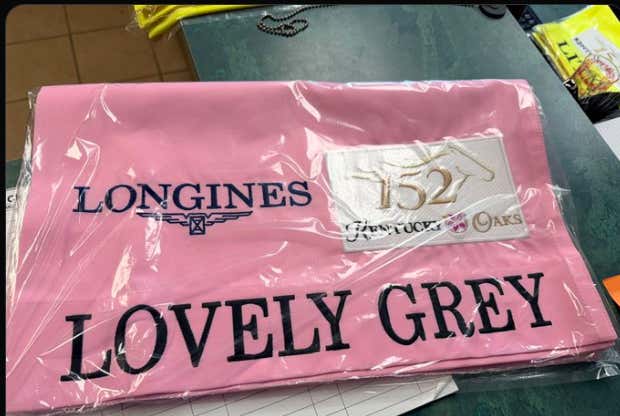 LONGINES
152
KENTUCKY OAKS
LOVELY GREY